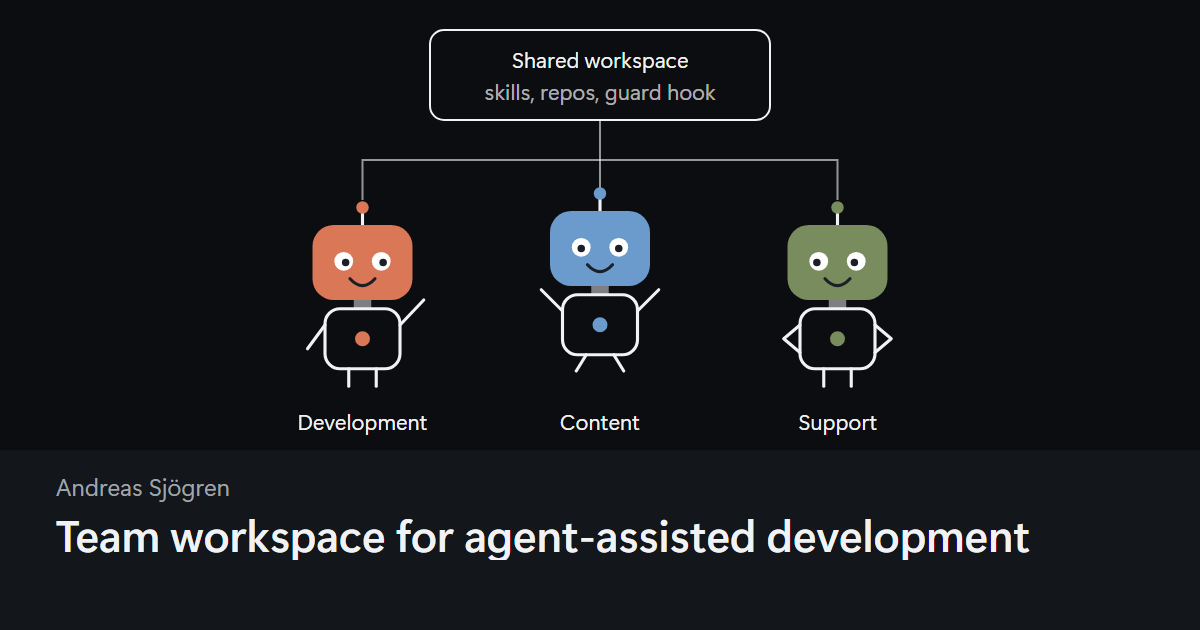 Shared workspace
skills, repos, guard hook
Development
Content
Support
Andreas Sjögren
Team workspace for agent-assisted development